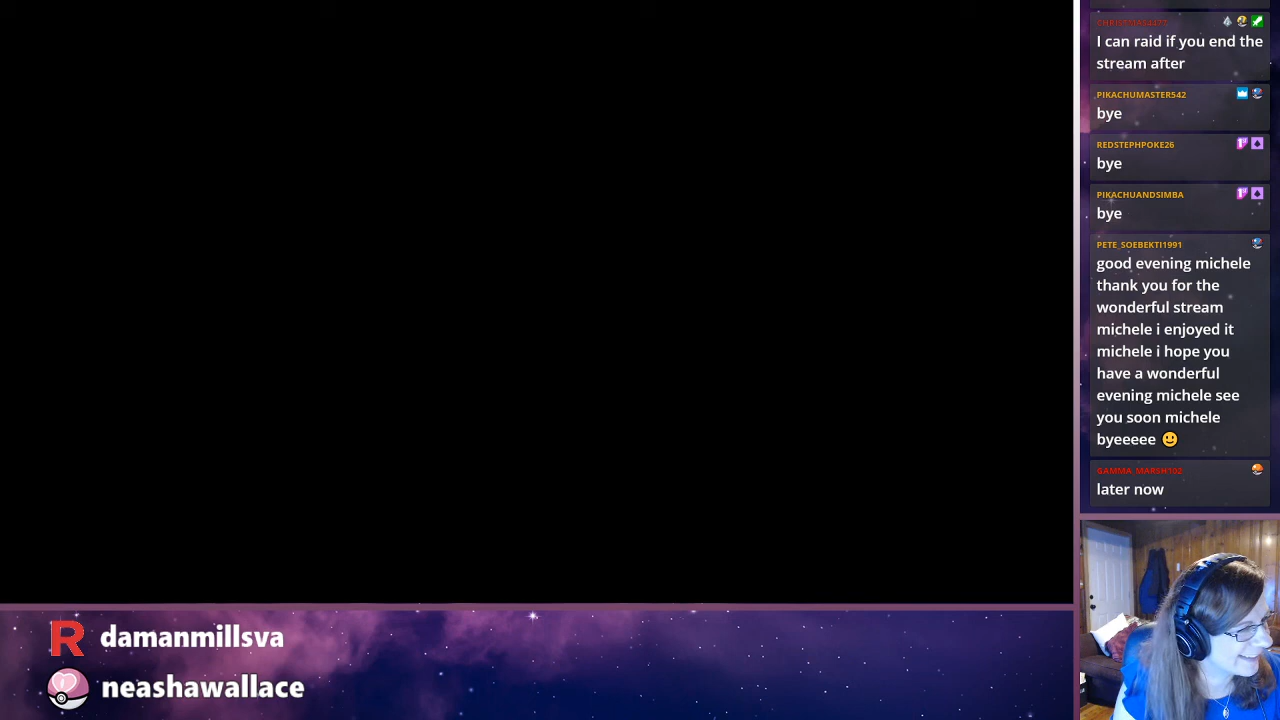 CHRISTMAS4473
I can raid if you end the
stream after
PIKACHUMASTER542
bye
REDSTEPHPOKE26
bye
PIKACHUANDSIMBA
bye
PETE_SOEBEKTI1991
good evening michele
thank you for the
wonderful stream
michele i enjoyed it
michele i hope you
have a wonderful
evening michele see
you soon michele
byeeeee 🙂
GAMMA_MARSH102
later now
R damanmillsva
neashawallace